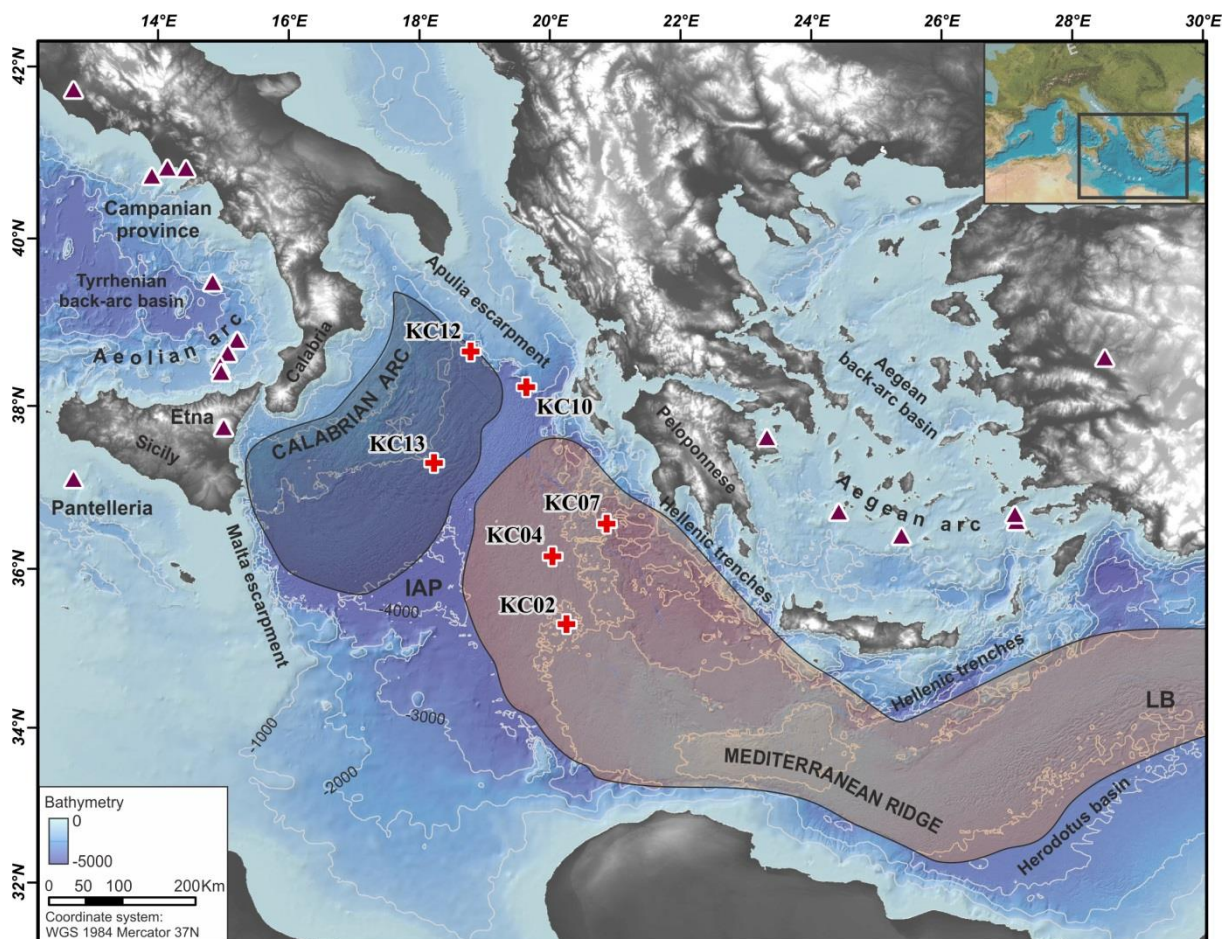 14°E 16°E 18°E 20°E 22°E 24°E 26°E 28°E 30°E
42°N
40°N
38°N
36°N
34°N
32°N
E
Campanian
province
Tyrrhenian
back-arc basin
Aeolian arc
Calabria
Etna
Sicily
Pantelleria
Malta escarpment
CALABRIAN ARC
Apulia escarpment
KC12
KC10
KC13
KC07
KC04
KC02
IAP
-4000
-3000
-1000
-2000
Peloponnese
Hellenic trenches
Aegean
back-arc basin
Aegean arc
Hellenic trenches
LB
MEDITERRANEAN RIDGE
Herodotus basin
Bathymetry
0
-5000
0 50 100 200Km
Coordinate system:
WGS 1984 Mercator 37N